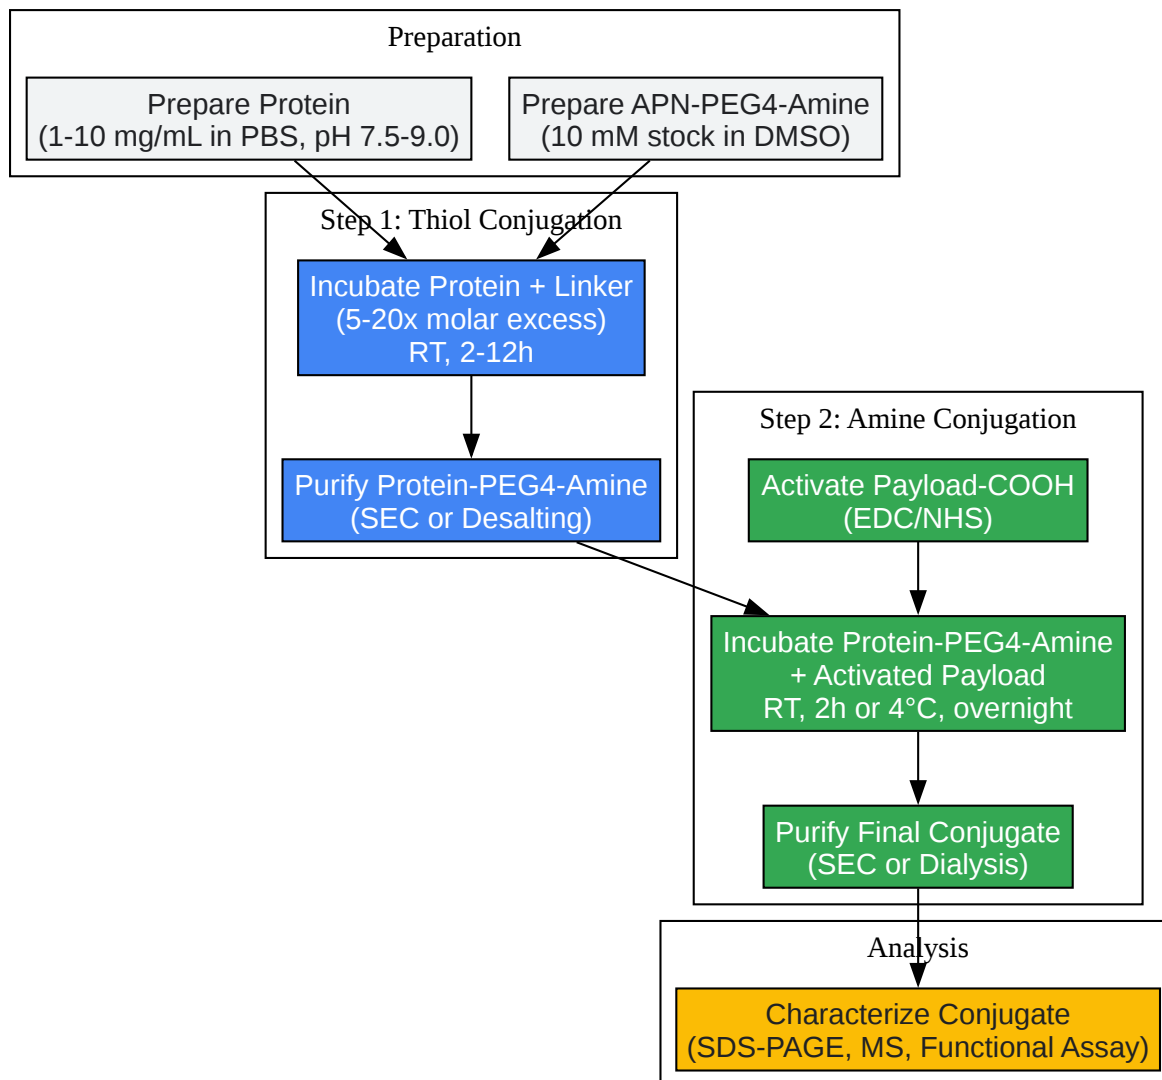 Preparation
Prepare Protein
(1-10 mg/mL in PBS, pH 7.5-9.0)
Prepare APN-PEG4-Amine
(10 mM stock in DMSO)
Step 1: Thiol Conjugation
Incubate Protein + Linker
(5-20x molar excess)
RT, 2-12h
Purify Protein-PEG4-Amine
(SEC or Desalting)
Step 2: Amine Conjugation
Activate Payload-COOH
(EDC/NHS)
Incubate Protein-PEG4-Amine
+ Activated Payload
RT, 2h or 4°C, overnight
Purify Final Conjugate
(SEC or Dialysis)
Analysis
Characterize Conjugate
(SDS-PAGE, MS, Functional Assay)